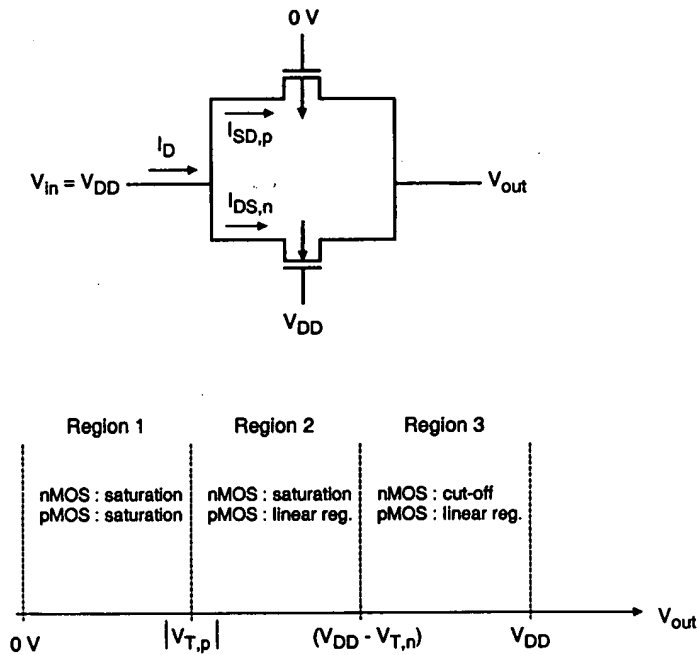 0 V
I_SD,p
I_D
V_in = V_DD
V_out
I_DS,n
V_DD
Region 1
Region 2
Region 3
nMOS : saturation
pMOS : saturation
nMOS : saturation
pMOS : linear reg.
nMOS : cut-off
pMOS : linear reg.
V_out
0 V
|V_T,p|
(V_DD - V_T,n)
V_DD